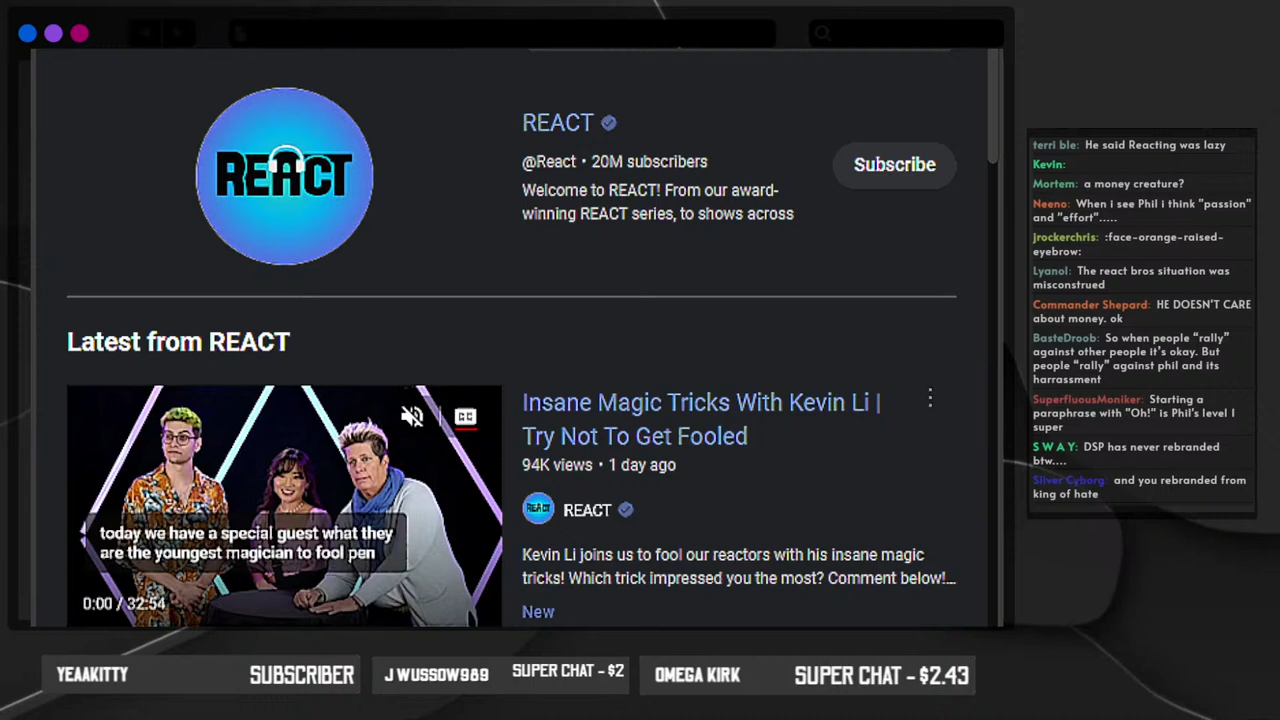 REACT
REACT
@React • 20M subscribers
Welcome to REACT! From our award-
winning REACT series, to shows across
Subscribe
Latest from REACT
CC
today we have a special guest what they
are the youngest magician to fool pen
0:00 / 32:54
Insane Magic Tricks With Kevin Li |
Try Not To Get Fooled
94K views • 1 day ago
REACT
REACT
Kevin Li joins us to fool our reactors with his insane magic
tricks! Which trick impressed you the most? Comment below!...
New
terri ble: He said Reacting was lazy
Kevin:
Mortem: a money creature?
Neeno: When i see Phil i think "passion"
and "effort".....
Jrockerchris: :face-orange-raised-
eyebrow:
Lyanol: The react bros situation was
misconstrued
Commander Shepard: HE DOESN'T CARE
about money. ok
BasteDroob: So when people “rally”
against other people it’s okay. But
people “rally” against phil and its
harrassment
SuperfluousMoniker: Starting a
paraphrase with "Oh!" is Phil's level 1
super
S W A Y: DSP has never rebranded
btw....
Silver Cyborg: and you rebranded from
king of hate
YEAAKITTY SUBSCRIBER
J WUSSOW989 SUPER CHAT - $2
OMEGA KIRK SUPER CHAT - $2.43